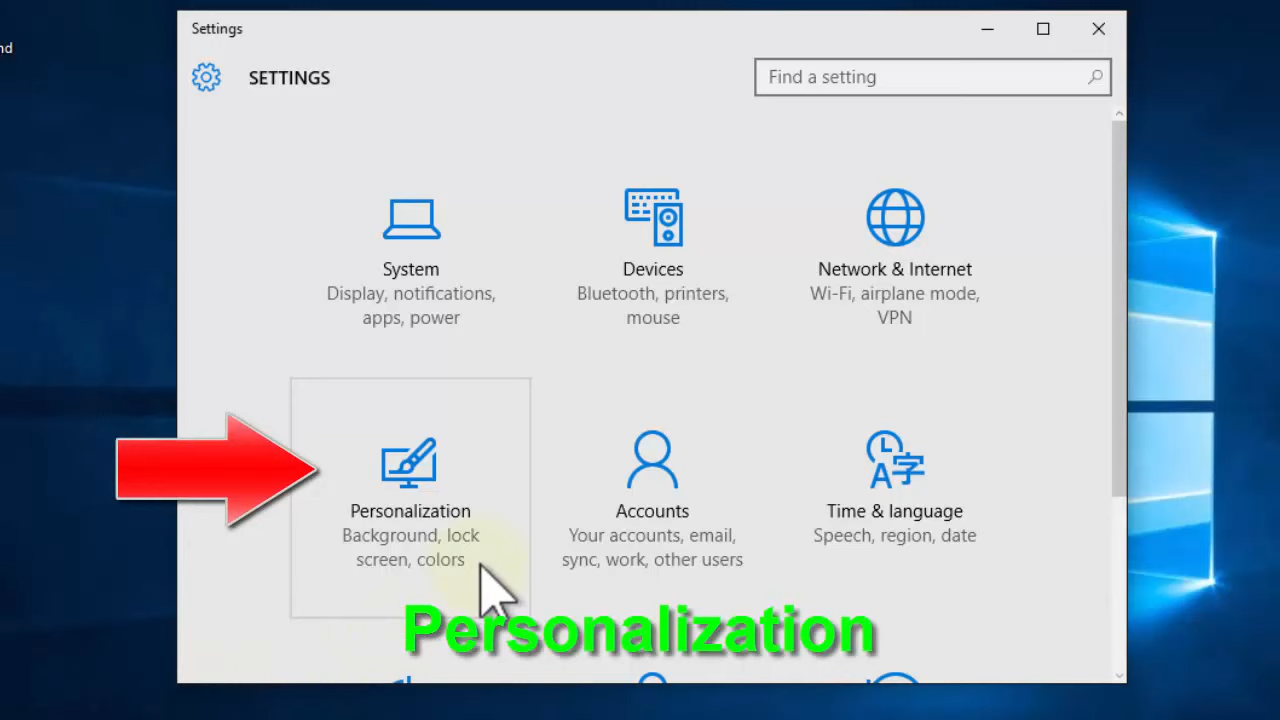 nd
Settings
SETTINGS
Find a setting
System
Display, notifications,
apps, power
Devices
Bluetooth, printers,
mouse
Network & Internet
Wi-Fi, airplane mode,
VPN
Personalization
Background, lock
screen, colors
Accounts
Your accounts, email,
sync, work, other users
Time & language
Speech, region, date
Personalization